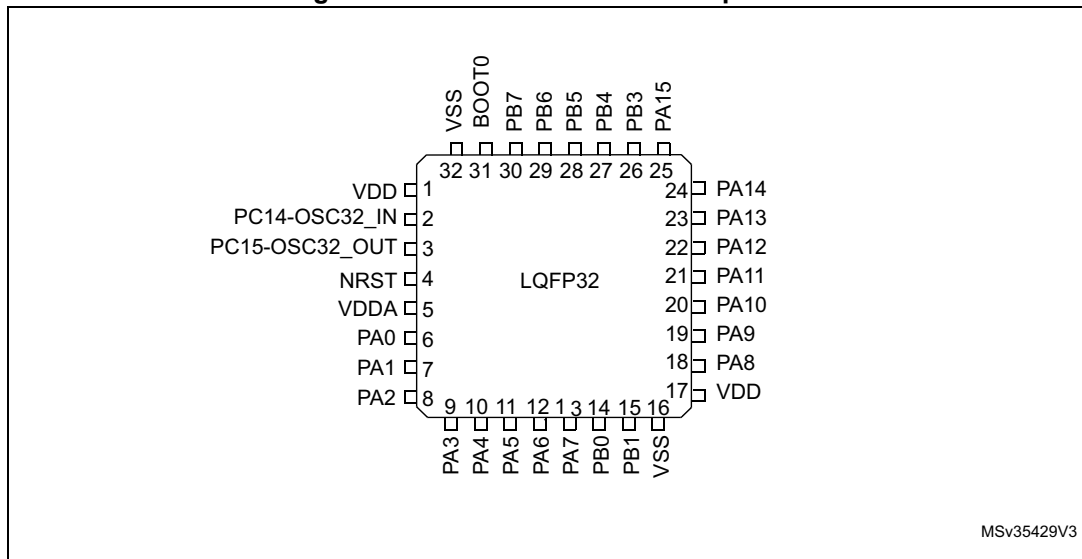 VSS
BOOT0
PB7
PB6
PB5
PB4
PB3
PA15
32 31 30 29 28 27 26 25
VDD 1
PC14-OSC32_IN 2
PC15-OSC32_OUT 3
NRST 4
VDDA 5
PA0 6
PA1 7
PA2 8
LQFP32
24 PA14
23 PA13
22 PA12
21 PA11
20 PA10
19 PA9
18 PA8
17 VDD
9 10 11 12 1 3 14 15 16
PA3
PA4
PA5
PA6
PA7
PB0
PB1
VSS
MSv35429V3